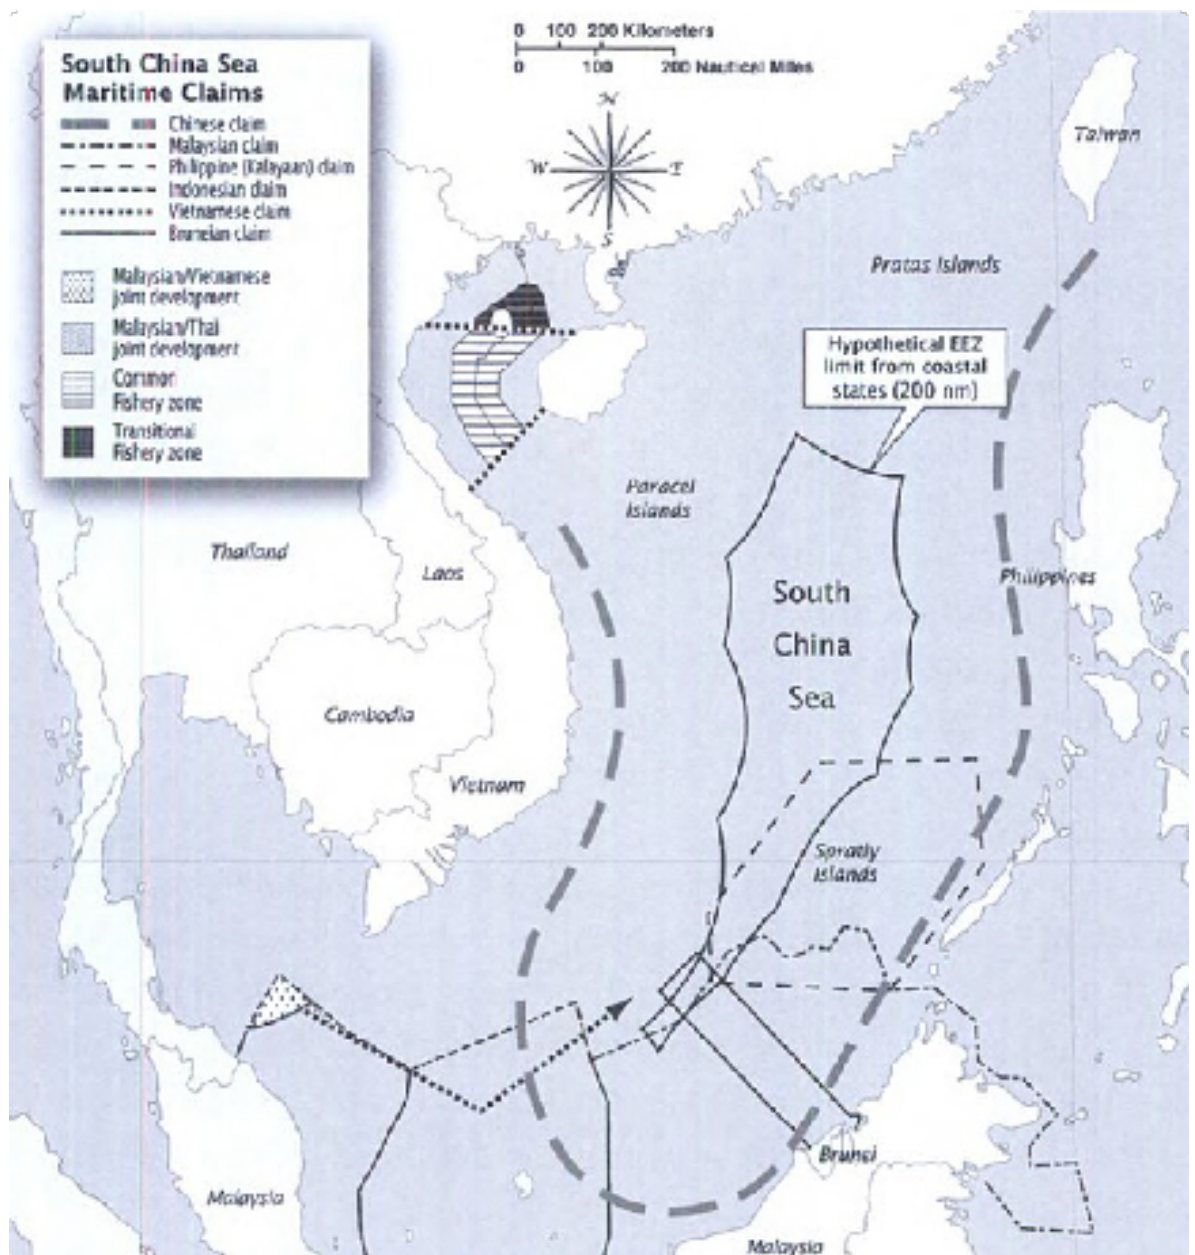 0 100 200 Kilometers
0 100 200 Nautical Miles
South China Sea
Maritime Claims
Chinese claim
Malaysian claim
Philippine (Kalayaan) claim
Indonesian claim
Vietnamese claim
Bruneian claim
Malaysian/Vietnamese
joint development
Malaysian/Thai
joint development
Common
Fishery zone
Transitional
Fishery zone
N
W
E
S
Taiwan
Pratas Islands
Hypothetical EEZ
limit from coastal
states (200 nm)
Paracel
Islands
Thailand
Laos
Philippines
South
China
Sea
Cambodia
Vietnam
Spratly
Islands
Brunei
Malaysia
Malaysia